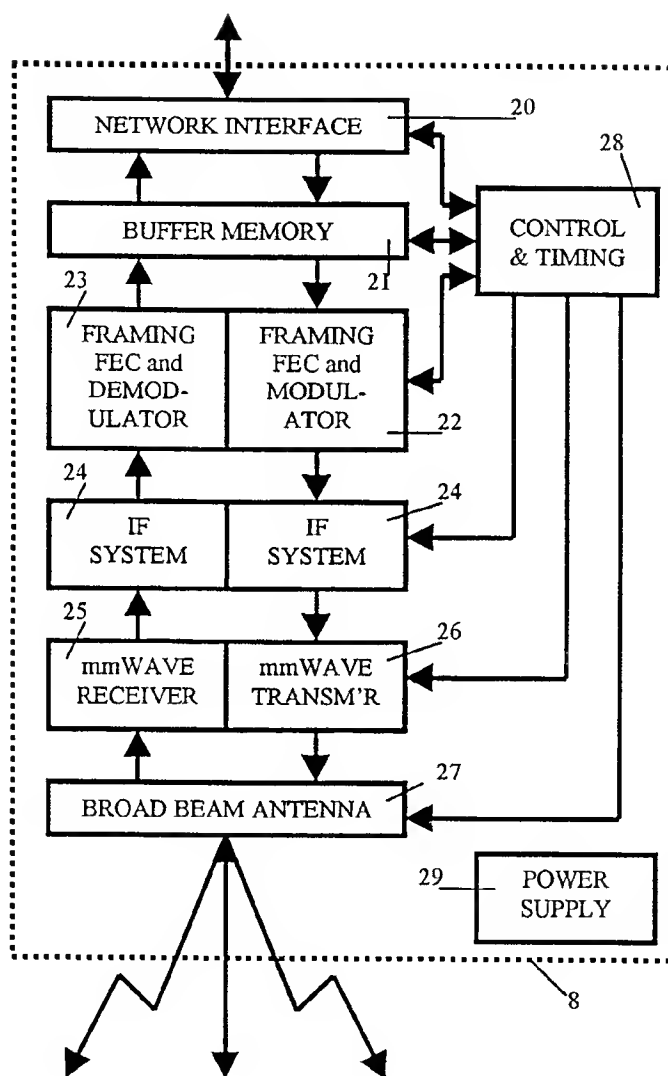 20
NETWORK INTERFACE
28
BUFFER MEMORY
21
CONTROL
& TIMING
23
FRAMING
FEC and
DEMOD-
ULATOR
FRAMING
FEC and
MODUL-
ATOR
22
24
IF
SYSTEM
24
IF
SYSTEM
25
mmWAVE
RECEIVER
26
mmWAVE
TRANSM'R
27
BROAD BEAM ANTENNA
29
POWER
SUPPLY
8